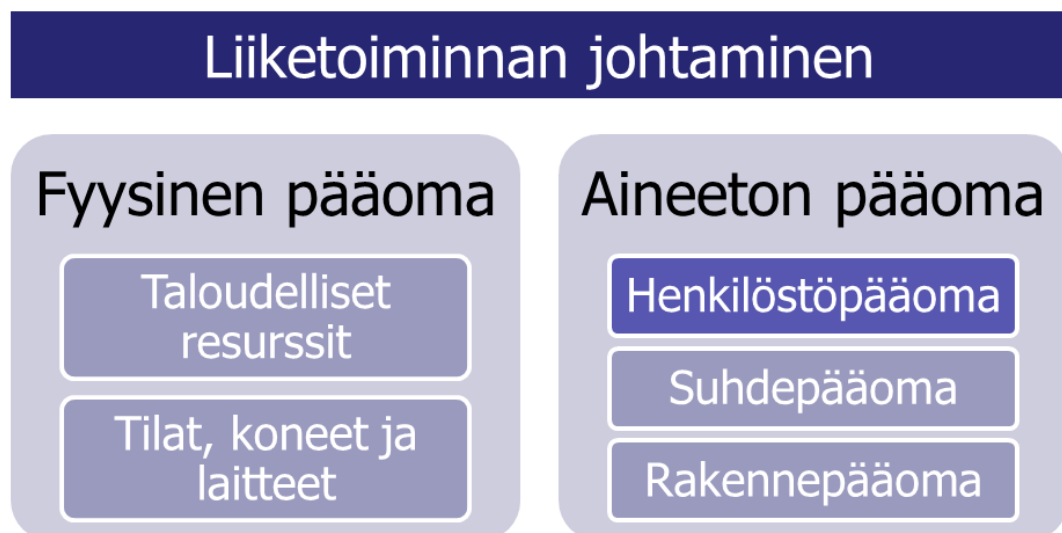 Liiketoiminnan johtaminen
Fyysinen pääoma
Taloudelliset
resurssit
Tilat, koneet ja
laitteet
Aineeton pääoma
Henkilöstöpääoma
Suhdepääoma
Rakennepääoma